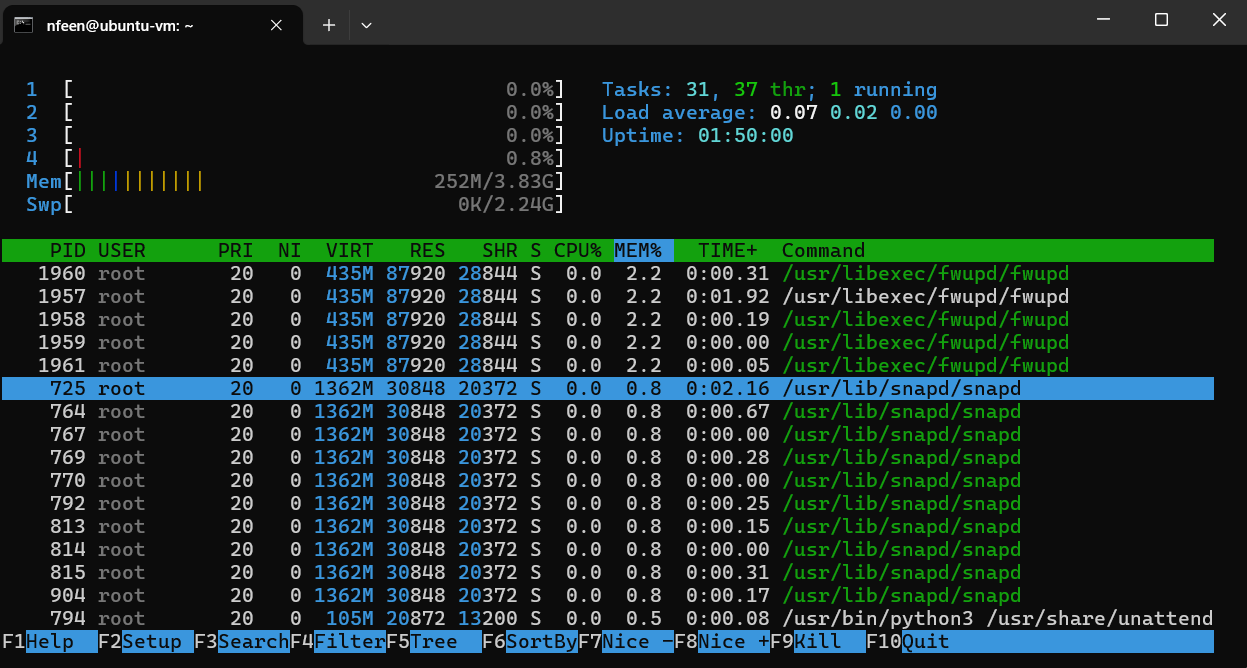 nfeen@ubuntu-vm: ~
1 [ 0.0%] Tasks: 31, 37 thr; 1 running
2 [ 0.0%] Load average: 0.07 0.02 0.00
3 [ 0.0%] Uptime: 01:50:00
4 [| 0.8%]
Mem[||||||||||| 252M/3.83G]
Swp[ 0K/2.24G]
PID USER PRI NI VIRT RES SHR S CPU% MEM% TIME+ Command
1960 root 20 0 435M 87920 28844 S 0.0 2.2 0:00.31 /usr/libexec/fwupd/fwupd
1957 root 20 0 435M 87920 28844 S 0.0 2.2 0:01.92 /usr/libexec/fwupd/fwupd
1958 root 20 0 435M 87920 28844 S 0.0 2.2 0:00.19 /usr/libexec/fwupd/fwupd
1959 root 20 0 435M 87920 28844 S 0.0 2.2 0:00.00 /usr/libexec/fwupd/fwupd
1961 root 20 0 435M 87920 28844 S 0.0 2.2 0:00.05 /usr/libexec/fwupd/fwupd
725 root 20 0 1362M 30848 20372 S 0.0 0.8 0:02.16 /usr/lib/snapd/snapd
764 root 20 0 1362M 30848 20372 S 0.0 0.8 0:00.67 /usr/lib/snapd/snapd
767 root 20 0 1362M 30848 20372 S 0.0 0.8 0:00.00 /usr/lib/snapd/snapd
769 root 20 0 1362M 30848 20372 S 0.0 0.8 0:00.28 /usr/lib/snapd/snapd
770 root 20 0 1362M 30848 20372 S 0.0 0.8 0:00.00 /usr/lib/snapd/snapd
792 root 20 0 1362M 30848 20372 S 0.0 0.8 0:00.25 /usr/lib/snapd/snapd
813 root 20 0 1362M 30848 20372 S 0.0 0.8 0:00.15 /usr/lib/snapd/snapd
814 root 20 0 1362M 30848 20372 S 0.0 0.8 0:00.00 /usr/lib/snapd/snapd
815 root 20 0 1362M 30848 20372 S 0.0 0.8 0:00.31 /usr/lib/snapd/snapd
904 root 20 0 1362M 30848 20372 S 0.0 0.8 0:00.17 /usr/lib/snapd/snapd
794 root 20 0 105M 20872 13200 S 0.0 0.5 0:00.08 /usr/bin/python3 /usr/share/unattend
F1Help F2Setup F3SearchF4FilterF5Tree F6SortByF7Nice -F8Nice +F9Kill F10Quit